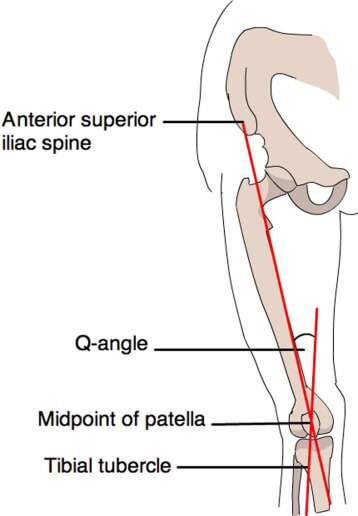 Anterior superior
iliac spine
Q-angle
Midpoint of patella
Tibial tubercle